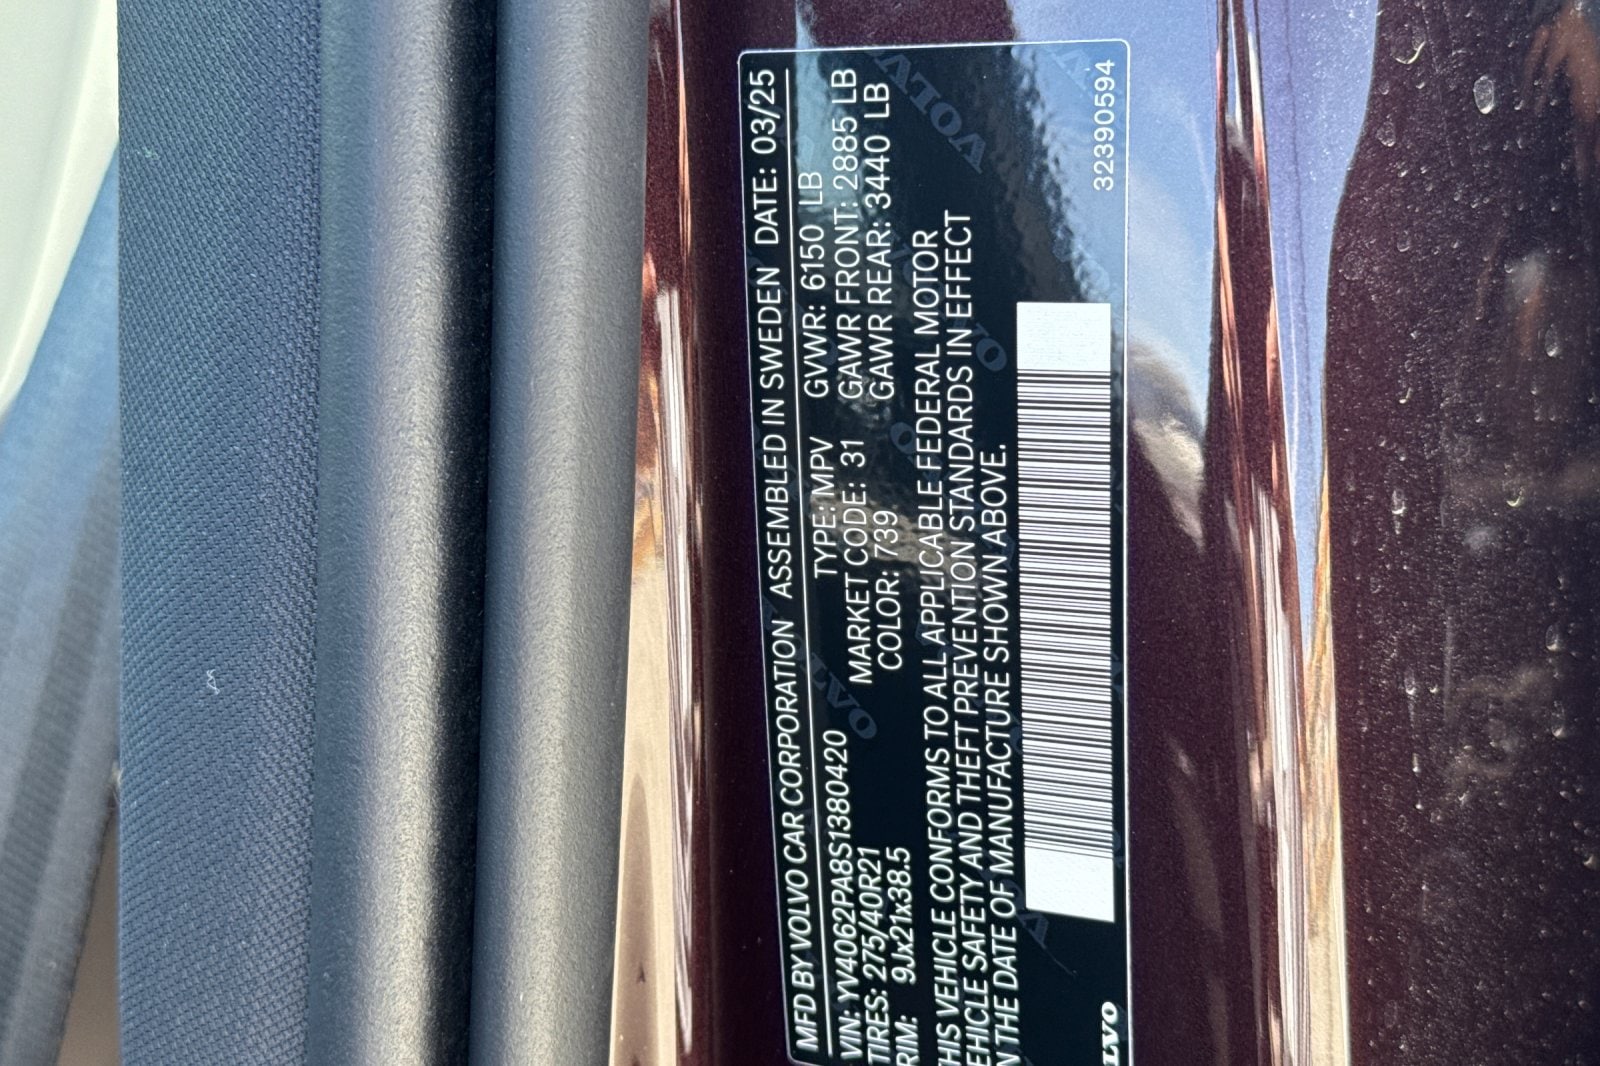 MFD BY VOLVO CAR CORPORATION ASSEMBLED IN SWEDEN DATE: 03/25
VIN: YV4062PA8S1380420 TYPE: MPV GVWR: 6150 LB
TIRES: 275/40R21 MARKET CODE: 31 GAWR FRONT: 2885 LB
RIM: 9Jx21x38.5 COLOR: 739 GAWR REAR: 3440 LB
THIS VEHICLE CONFORMS TO ALL APPLICABLE FEDERAL MOTOR
VEHICLE SAFETY AND THEFT PREVENTION STANDARDS IN EFFECT
ON THE DATE OF MANUFACTURE SHOWN ABOVE.
VOLVO 32390594